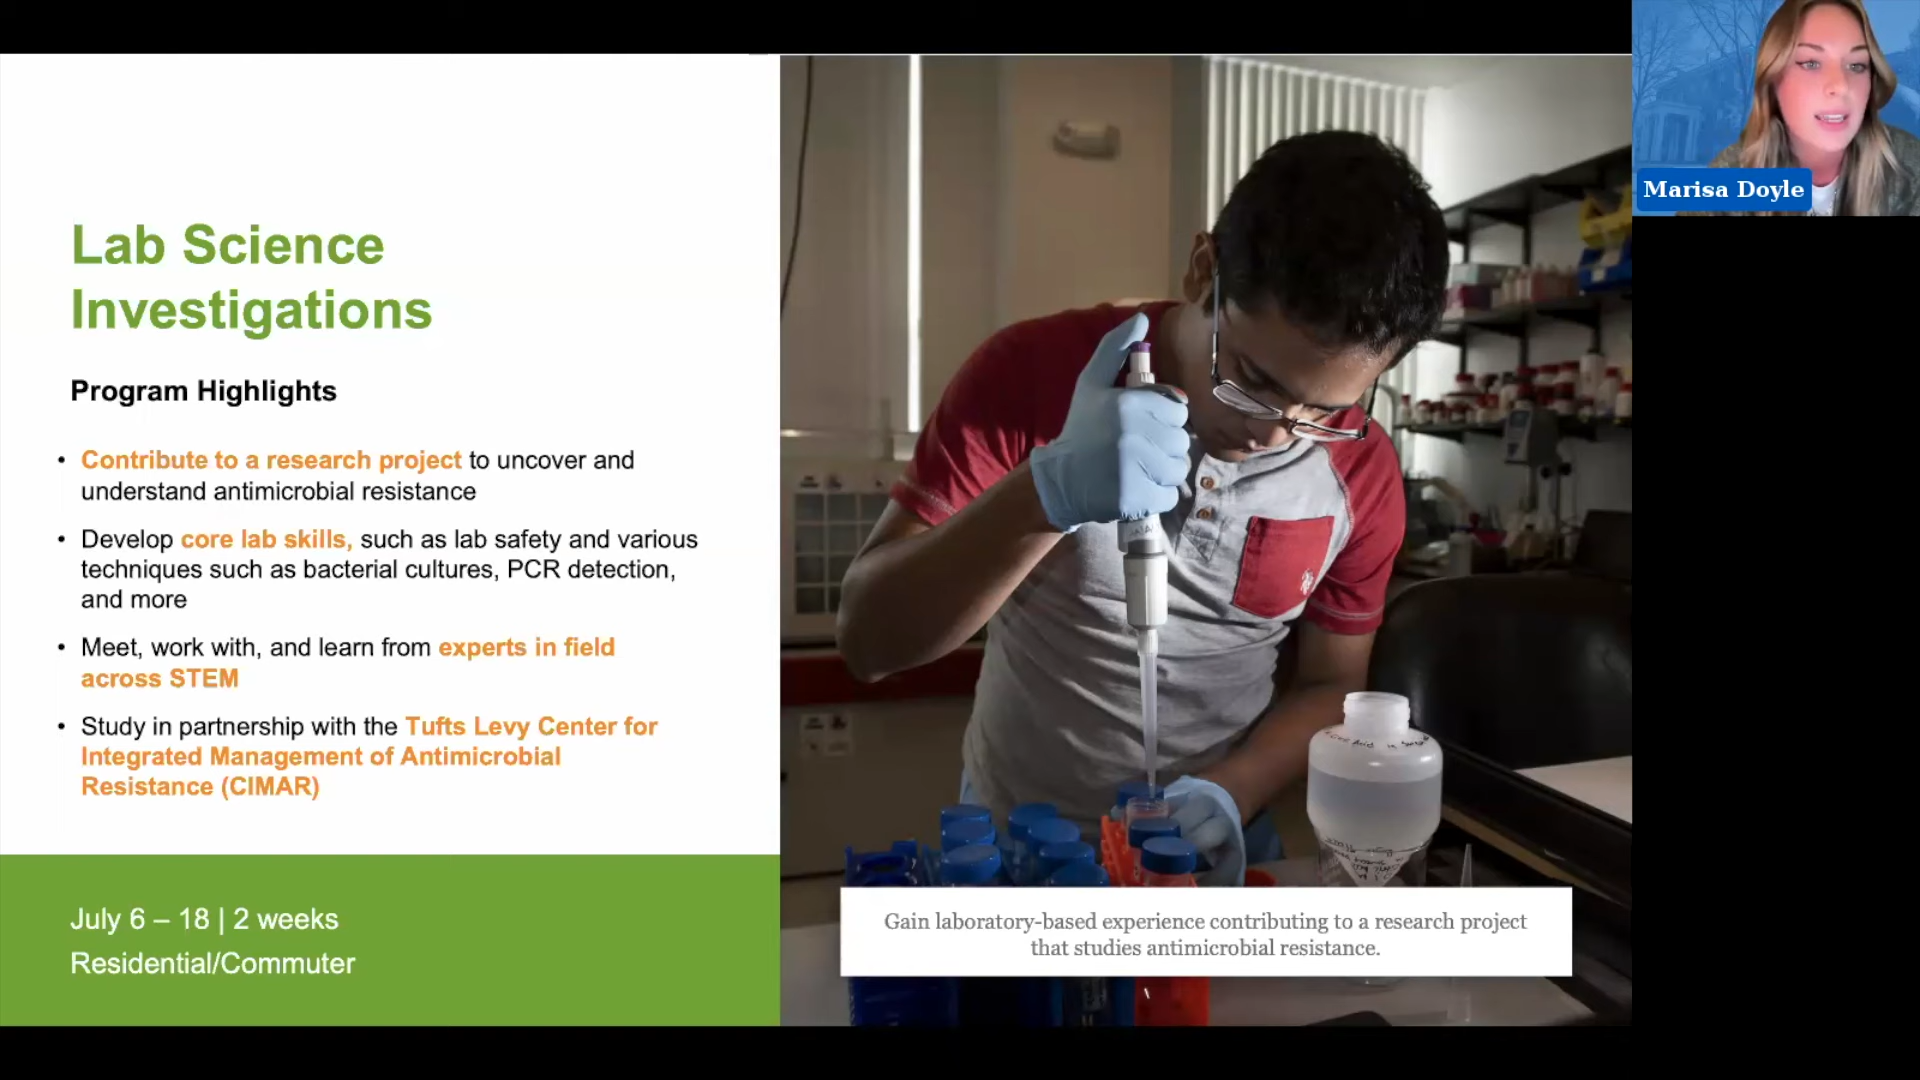 Lab Science
Investigations
Program Highlights
• Contribute to a research project to uncover and
understand antimicrobial resistance
• Develop core lab skills, such as lab safety and various
techniques such as bacterial cultures, PCR detection,
and more
• Meet, work with, and learn from experts in field
across STEM
• Study in partnership with the Tufts Levy Center for
Integrated Management of Antimicrobial
Resistance (CIMAR)
July 6 – 18 | 2 weeks
Residential/Commuter
Gain laboratory-based experience contributing to a research project
that studies antimicrobial resistance.
Marisa Doyle